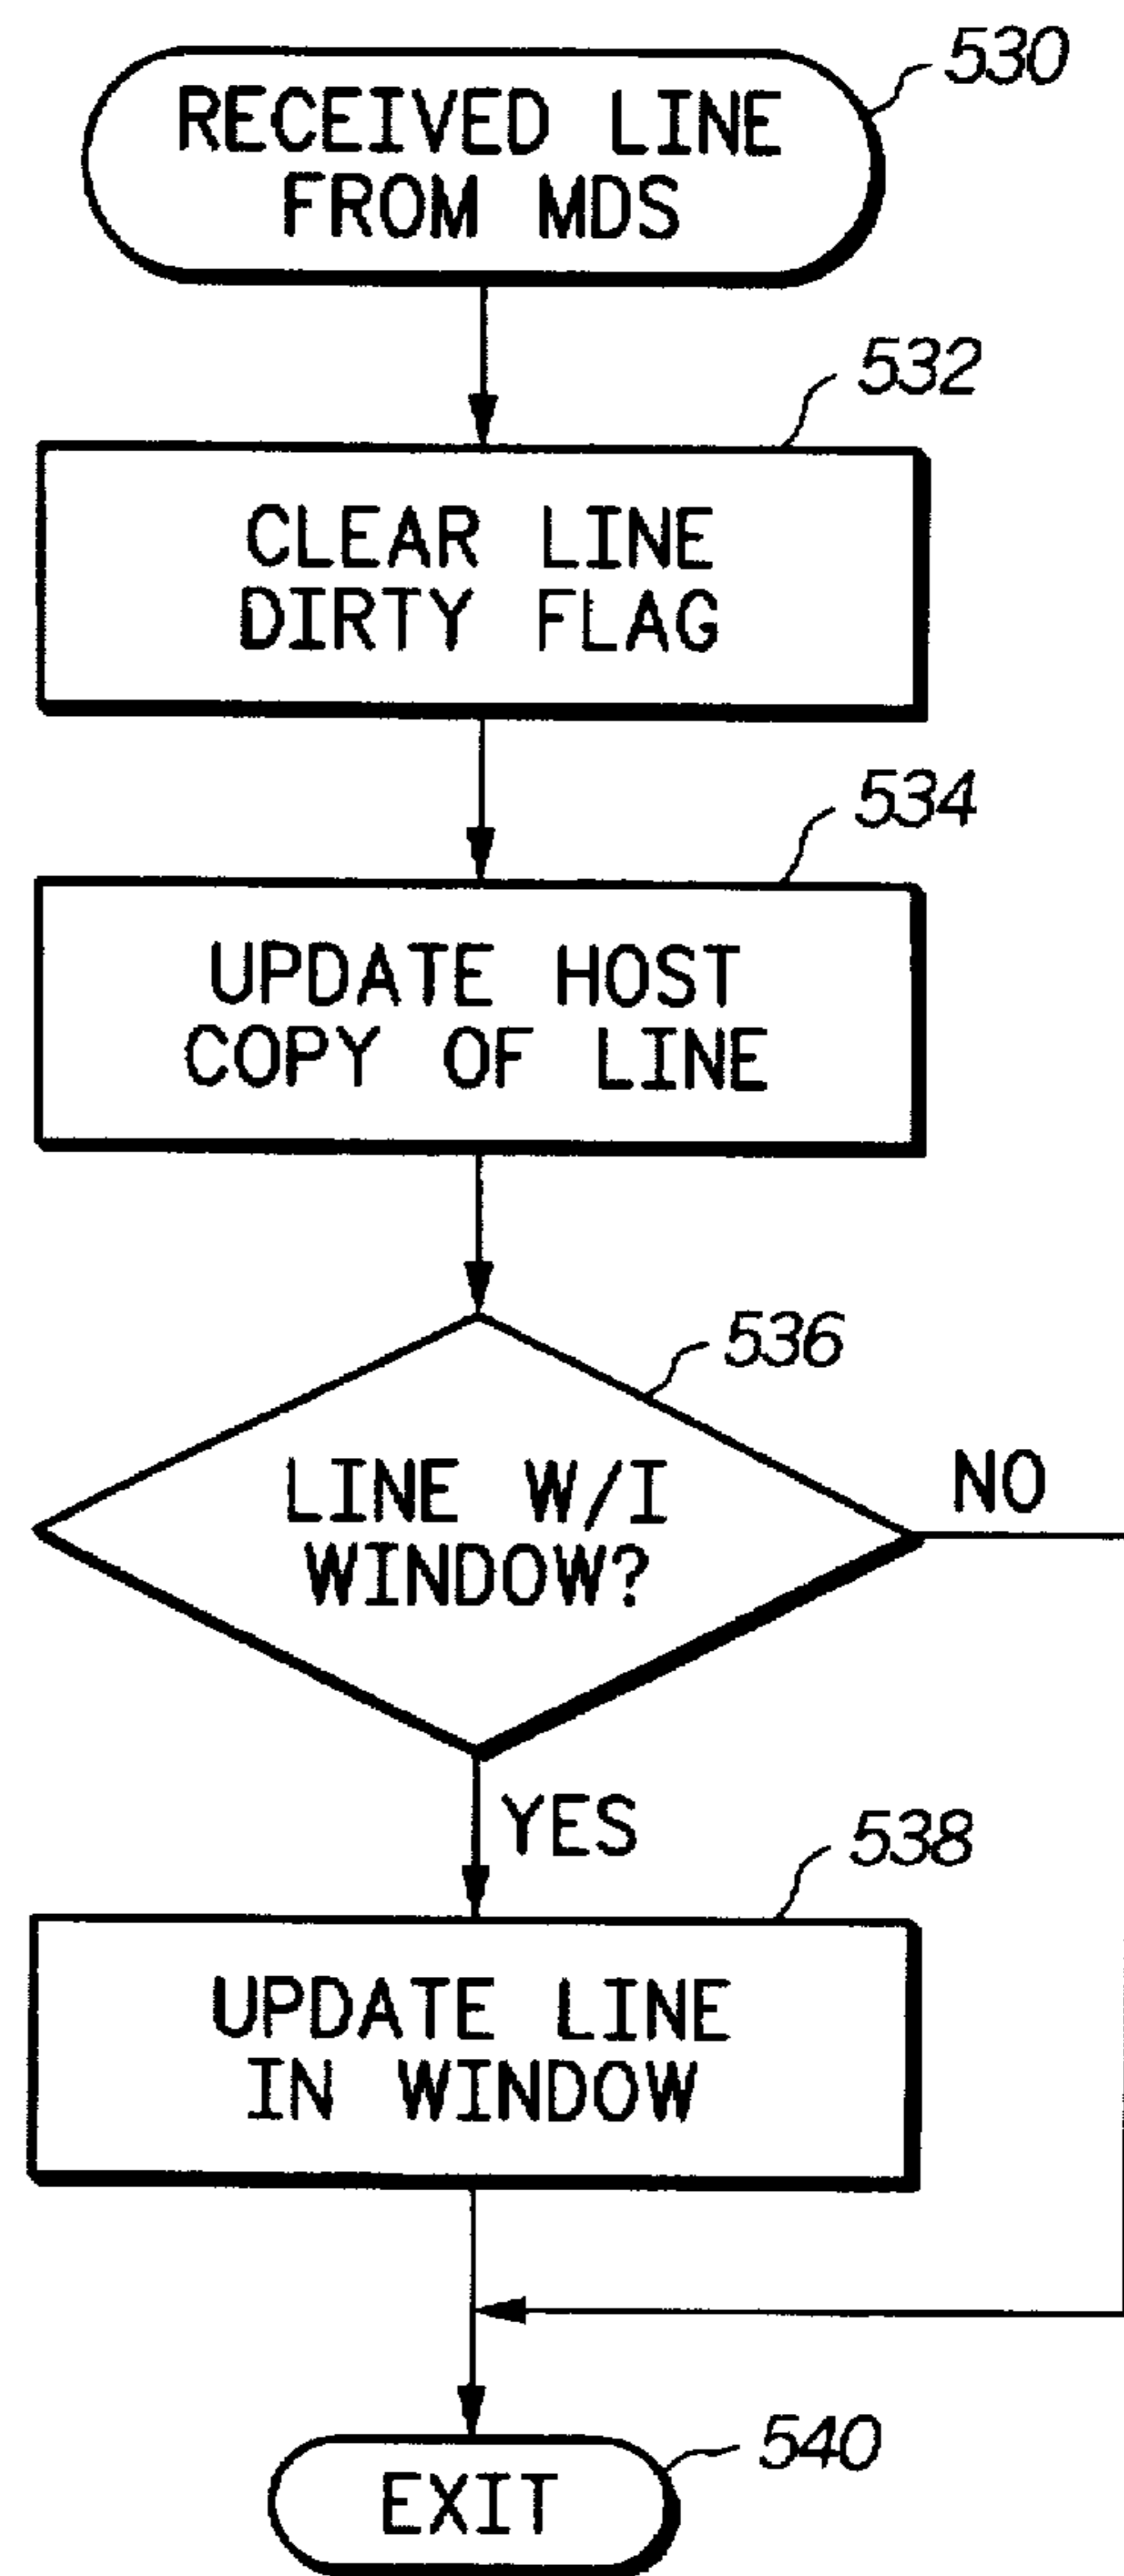 530
RECEIVED LINE
FROM MDS
532
CLEAR LINE
DIRTY FLAG
534
UPDATE HOST
COPY OF LINE
536
LINE W/I
WINDOW?
NO
YES
538
UPDATE LINE
IN WINDOW
540
EXIT